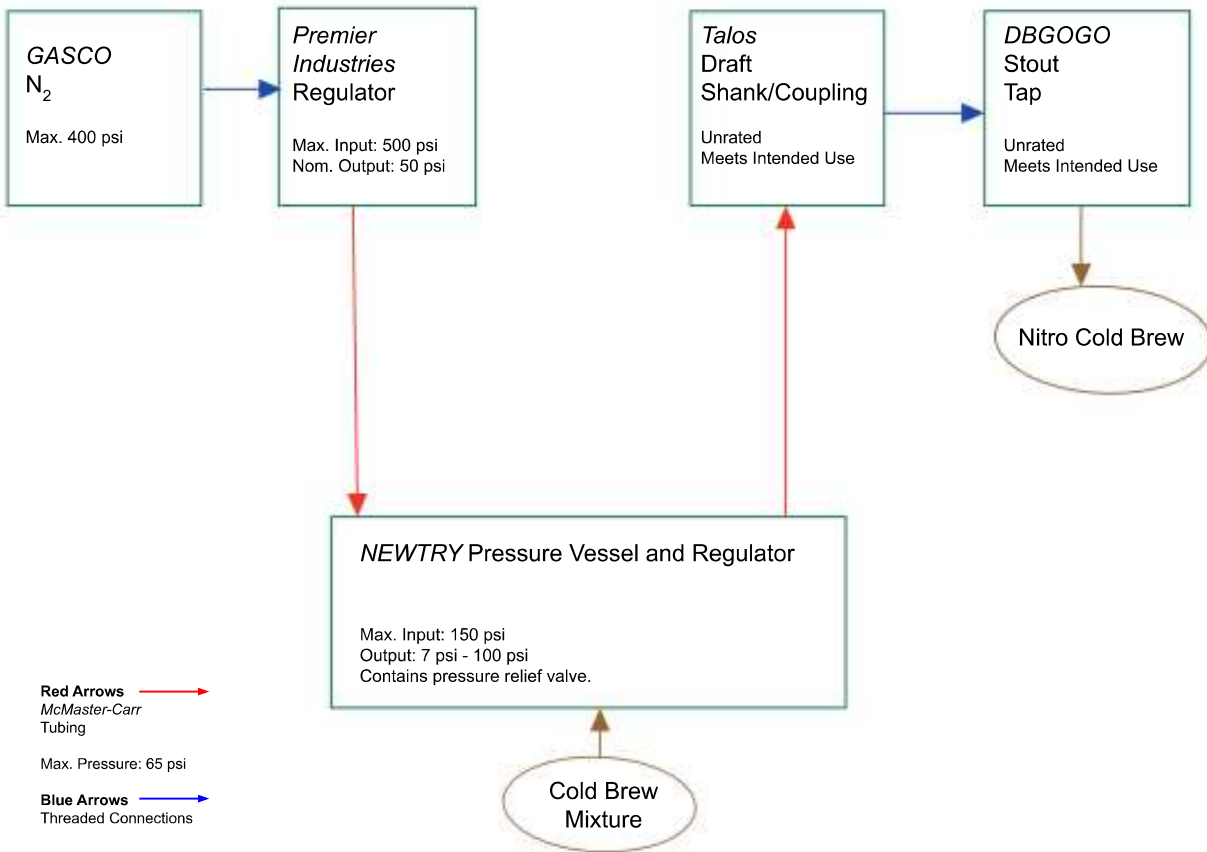 GASCO
N₂
Max. 400 psi
Premier
Industries
Regulator
Max. Input: 500 psi
Nom. Output: 50 psi
Talos
Draft
Shank/Coupling
Unrated
Meets Intended Use
DBGOGO
Stout
Tap
Unrated
Meets Intended Use
Nitro Cold Brew
NEWTRY Pressure Vessel and Regulator
Max. Input: 150 psi
Output: 7 psi - 100 psi
Contains pressure relief valve.
Cold Brew
Mixture
Red Arrows
McMaster-Carr
Tubing
Max. Pressure: 65 psi
Blue Arrows
Threaded Connections